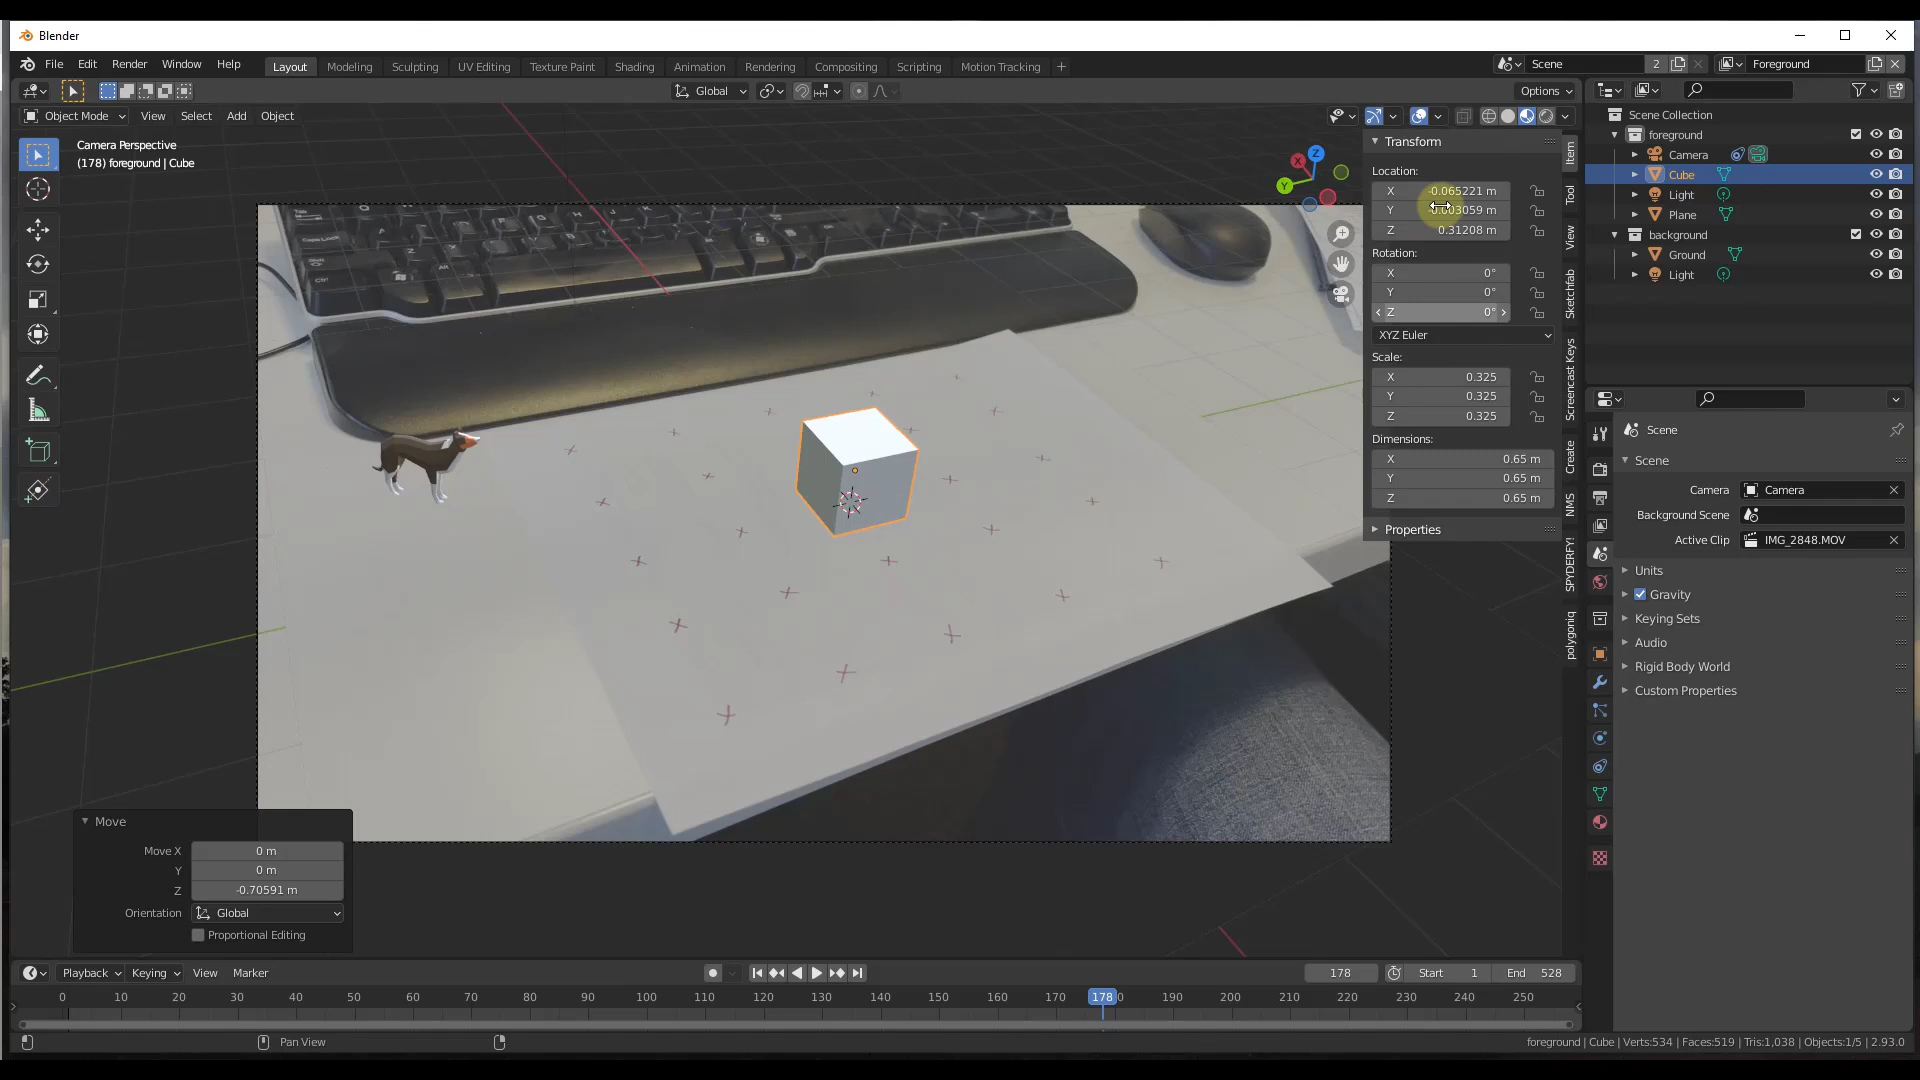 Blender
File Edit Render Window Help
Layout Modeling Sculpting UV Editing Texture Paint Shading Animation Rendering Compositing Scripting Motion Tracking +
Scene 2 Foreground
Global Options
Object Mode View Select Add Object
Camera Perspective
(178) foreground | Cube
X Y Z
Transform
Location:
X -0.065221 m
Y -0.003059 m
Z 0.31208 m
Rotation:
X 0°
Y 0°
Z 0°
XYZ Euler
Scale:
X 0.325
Y 0.325
Z 0.325
Dimensions:
X 0.65 m
Y 0.65 m
Z 0.65 m
Properties
Item
Tool
View
Sketchfab
Screencast Keys
Create
NMS
SPYDERFY!
polygoniq
Scene Collection
foreground
Camera
Cube
Light
Plane
background
Ground
Light
Scene
Scene
Camera Camera
Background Scene
Active Clip IMG_2848.MOV
Units
Gravity
Keying Sets
Audio
Rigid Body World
Custom Properties
Move
Move X 0 m
Y 0 m
Z -0.70591 m
Orientation Global
Proportional Editing
Playback Keying View Marker 178 Start 1 End 528
0 10 20 30 40 50 60 70 80 90 100 110 120 130 140 150 160 170 178 190 200 210 220 230 240 250
Pan View
foreground | Cube | Verts:534 | Faces:519 | Tris:1,038 | Objects:1/5 | 2.93.0